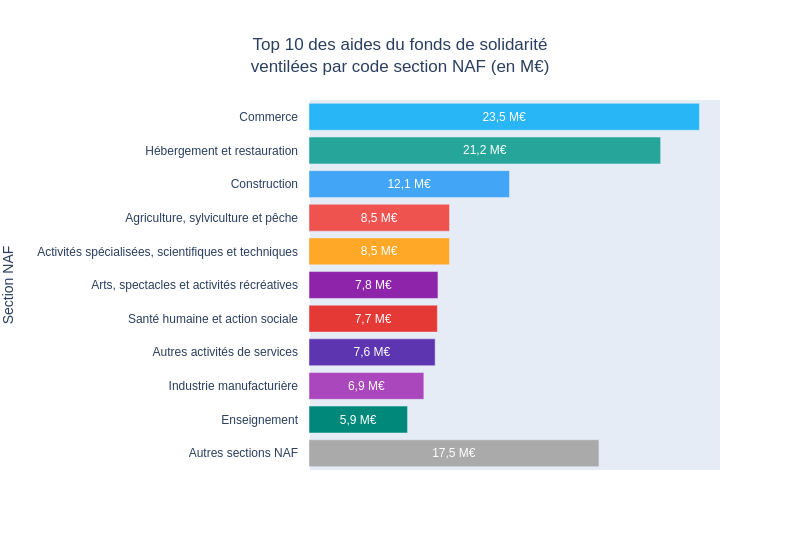 Top 10 des aides du fonds de solidarité
ventilées par code section NAF (en M€)
Section NAF
Commerce 23,5 M€
Hébergement et restauration 21,2 M€
Construction 12,1 M€
Agriculture, sylviculture et pêche 8,5 M€
Activités spécialisées, scientifiques et techniques 8,5 M€
Arts, spectacles et activités récréatives 7,8 M€
Santé humaine et action sociale 7,7 M€
Autres activités de services 7,6 M€
Industrie manufacturière 6,9 M€
Enseignement 5,9 M€
Autres sections NAF 17,5 M€